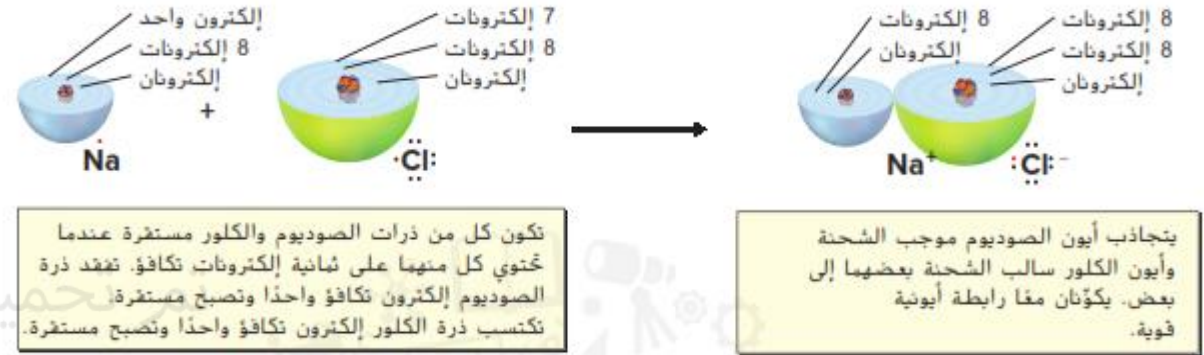 إلكترون واحد
8 إلكترونات
إلكترونان
7 إلكترونات
8 إلكترونات
إلكترونان
+
Na
·Cl:
8 إلكترونات
إلكترونان
8 إلكترونات
8 إلكترونات
إلكترونان
Na⁺
:Cl:⁻
تكون كل من ذرات الصوديوم والكلور مستقرة عندما
تحتوي كل منهما على ثمانية إلكترونات تكافؤ. تفقد ذرة
الصوديوم إلكترون تكافؤ واحدًا وتصبح مستقرة.
تكتسب ذرة الكلور إلكترون تكافؤ واحدًا وتصبح مستقرة.
يتجاذب أيون الصوديوم موجب الشحنة
وأيون الكلور سالب الشحنة بعضهما إلى
بعض. يكوّنان معًا رابطة أيونية
قوية.